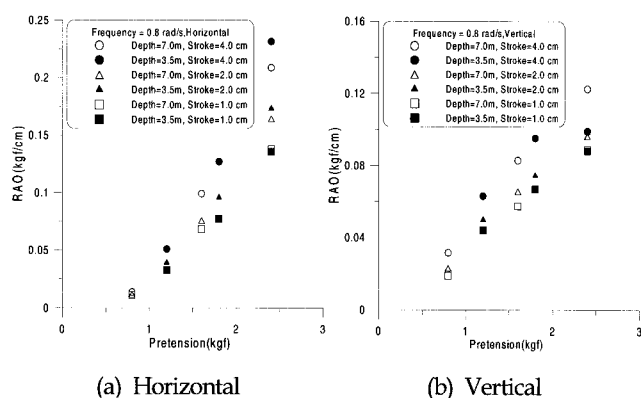 Frequency = 0.8 rad/s,Horizontal
Depth=7.0m, Stroke=4.0 cm
Depth=3.5m, Stroke=4.0 cm
Depth=7.0m, Stroke=2.0 cm
Depth=3.5m, Stroke=2.0 cm
Depth=7.0m, Stroke=1.0 cm
Depth=3.5m, Stroke=1.0 cm
RAO(kgf/cm)
0.25
0.2
0.15
0.1
0.05
0
0 1 2 3
Pretension(kgf)
(a) Horizontal
Frequency = 0.8 rad/s,Vertical
Depth=7.0m, Stroke=4.0 cm
Depth=3.5m, Stroke=4.0 cm
Depth=7.0m, Stroke=2.0 cm
Depth=3.5m, Stroke=2.0 cm
Depth=7.0m, Stroke=1.0 cm
Depth=3.5m, Stroke=1.0 cm
RAO(kgf/cm)
0.16
0.12
0.08
0.04
0
0 1 2 3
Pretension(kgf)
(b) Vertical